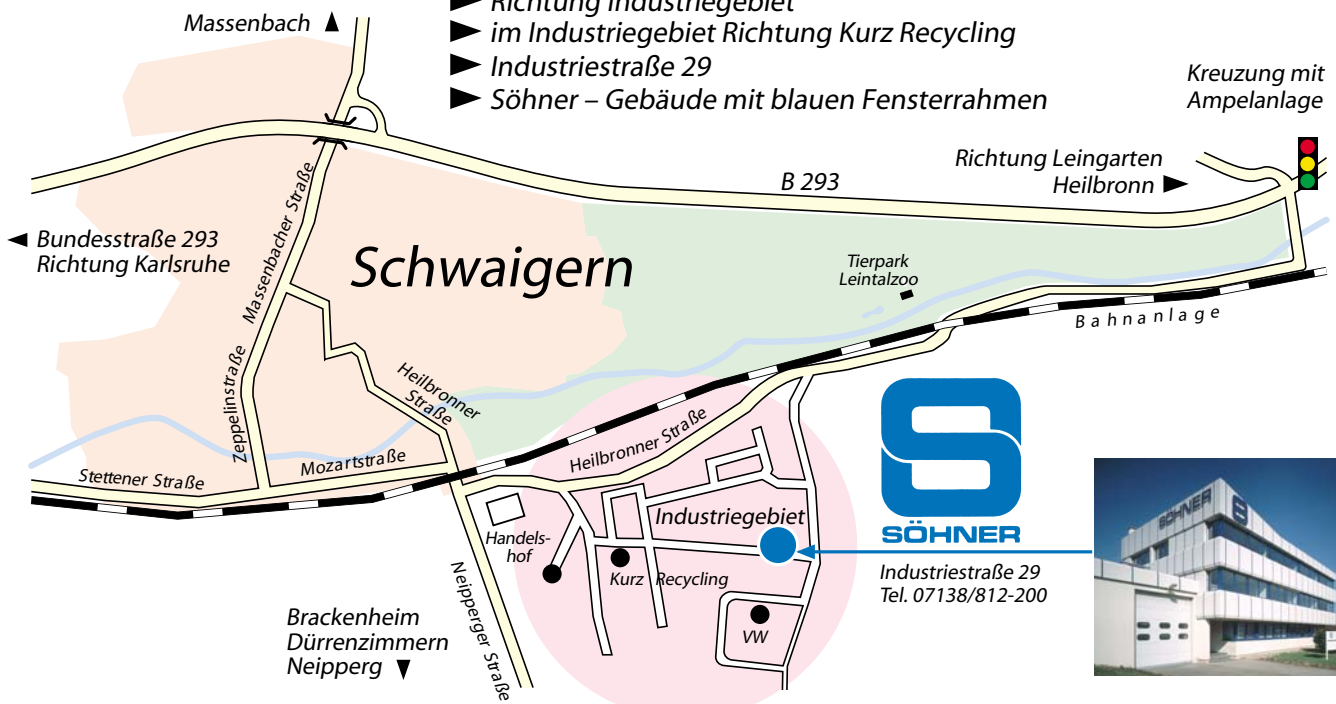 Richtung Industriegebiet
im Industriegebiet Richtung Kurz Recycling
Industriestraße 29
Söhner – Gebäude mit blauen Fensterrahmen
Massenbach
Kreuzung mit
Ampelanlage
Richtung Leingarten
Heilbronn
B 293
Bundesstraße 293
Richtung Karlsruhe
Massenbacher Straße
Schwaigern
Tierpark
Leintalzoo
Bahnanlage
Zeppelinstraße
Heilbronner
Straße
Heilbronner Straße
Stettener Straße
Mozartstraße
Industriegebiet
Handels-
hof
Kurz Recycling
VW
Neipperger Straße
Brackenheim
Dürrenzimmern
Neipperg
SÖHNER
Industriestraße 29
Tel. 07138/812-200
SÖHNER